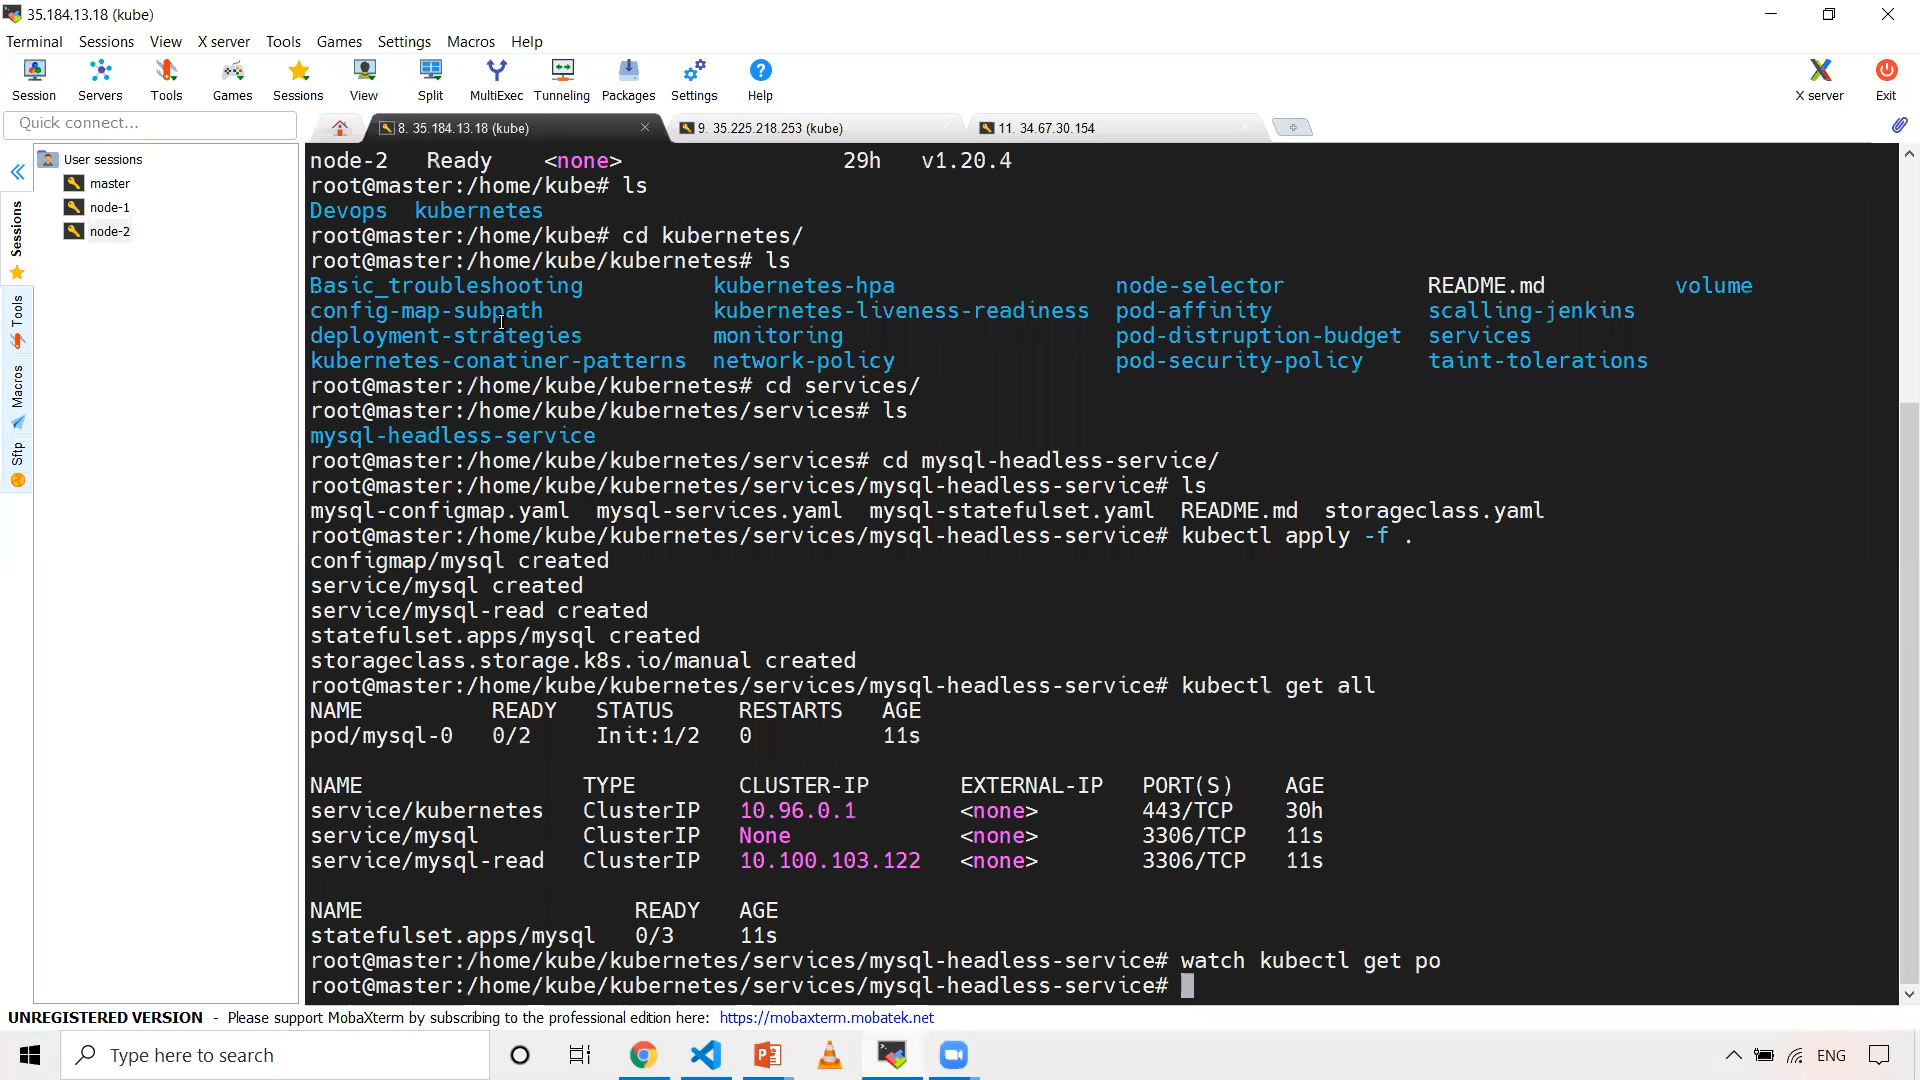 35.184.13.18 (kube)
Terminal Sessions View X server Tools Games Settings Macros Help
Session Servers Tools Games Sessions View Split MultiExec Tunneling Packages Settings Help X server Exit
Quick connect...
8. 35.184.13.18 (kube)
9. 35.225.218.253 (kube)
11. 34.67.30.154
User sessions
master
node-1
node-2
Sessions
Tools
Macros
Sftp
node-2 Ready <none> 29h v1.20.4
root@master:/home/kube# ls
Devops kubernetes
root@master:/home/kube# cd kubernetes/
root@master:/home/kube/kubernetes# ls
Basic_troubleshooting kubernetes-hpa node-selector README.md volume
config-map-subpath kubernetes-liveness-readiness pod-affinity scalling-jenkins
deployment-strategies monitoring pod-distruption-budget services
kubernetes-conatiner-patterns network-policy pod-security-policy taint-tolerations
root@master:/home/kube/kubernetes# cd services/
root@master:/home/kube/kubernetes/services# ls
mysql-headless-service
root@master:/home/kube/kubernetes/services# cd mysql-headless-service/
root@master:/home/kube/kubernetes/services/mysql-headless-service# ls
mysql-configmap.yaml mysql-services.yaml mysql-statefulset.yaml README.md storageclass.yaml
root@master:/home/kube/kubernetes/services/mysql-headless-service# kubectl apply -f .
configmap/mysql created
service/mysql created
service/mysql-read created
statefulset.apps/mysql created
storageclass.storage.k8s.io/manual created
root@master:/home/kube/kubernetes/services/mysql-headless-service# kubectl get all
NAME READY STATUS RESTARTS AGE
pod/mysql-0 0/2 Init:1/2 0 11s
NAME TYPE CLUSTER-IP EXTERNAL-IP PORT(S) AGE
service/kubernetes ClusterIP 10.96.0.1 <none> 443/TCP 30h
service/mysql ClusterIP None <none> 3306/TCP 11s
service/mysql-read ClusterIP 10.100.103.122 <none> 3306/TCP 11s
NAME READY AGE
statefulset.apps/mysql 0/3 11s
root@master:/home/kube/kubernetes/services/mysql-headless-service# watch kubectl get po
root@master:/home/kube/kubernetes/services/mysql-headless-service#
UNREGISTERED VERSION - Please support MobaXterm by subscribing to the professional edition here: https://mobaxterm.mobatek.net
Type here to search
ENG